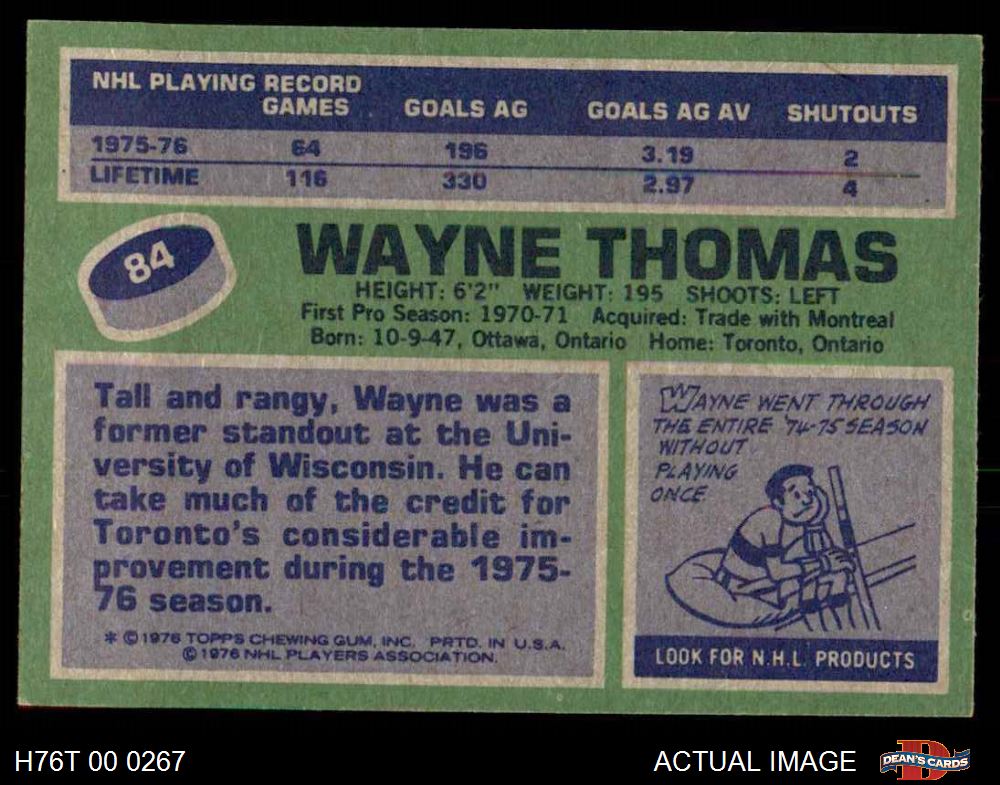 NHL PLAYING RECORD
GAMES GOALS AG GOALS AG AV SHUTOUTS
1975-76 64 196 3.19 2
LIFETIME 116 330 2.97 4
84
WAYNE THOMAS
HEIGHT: 6'2" WEIGHT: 195 SHOOTS: LEFT
First Pro Season: 1970-71 Acquired: Trade with Montreal
Born: 10-9-47, Ottawa, Ontario Home: Toronto, Ontario
Tall and rangy, Wayne was a
former standout at the Uni-
versity of Wisconsin. He can
take much of the credit for
Toronto's considerable im-
provement during the 1975-
76 season.
* © 1976 TOPPS CHEWING GUM, INC. PRTD. IN U.S.A.
© 1976 NHL PLAYERS ASSOCIATION.
WAYNE WENT THROUGH
THE ENTIRE '74-75 SEASON
WITHOUT
PLAYING
ONCE
LOOK FOR N.H.L. PRODUCTS
H76T 00 0267
ACTUAL IMAGE
D
DEAN'S CARDS